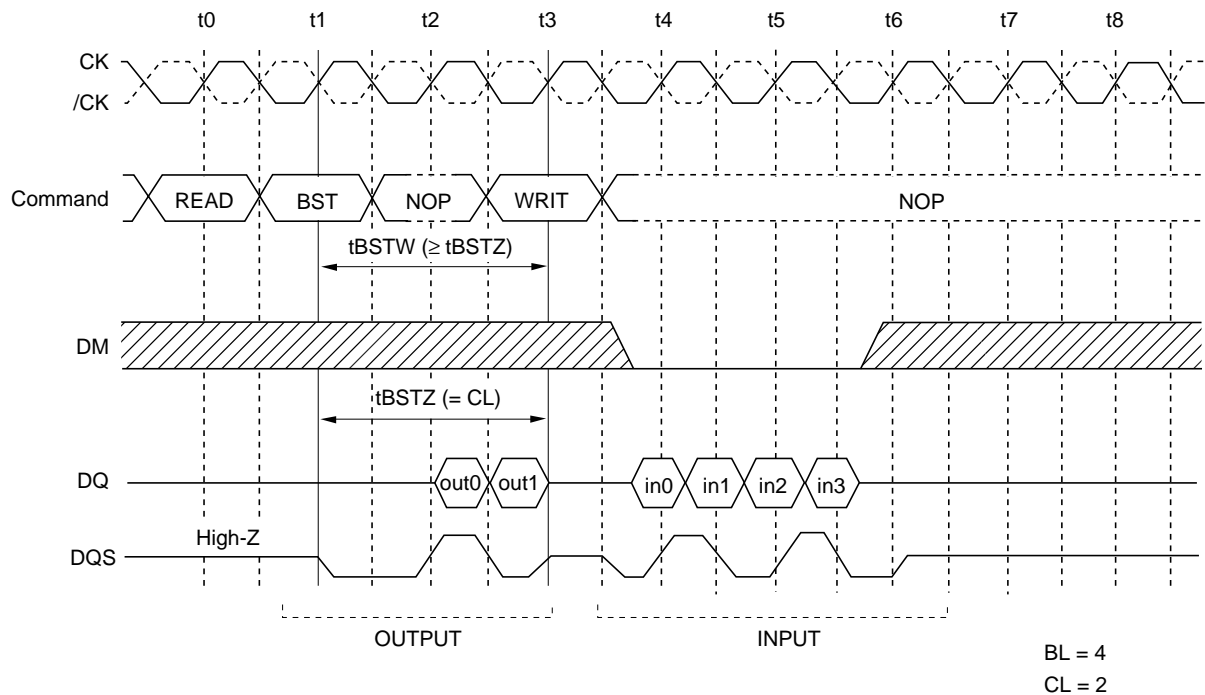 t0 t1 t2 t3 t4 t5 t6 t7 t8
CK
/CK
Command READ BST NOP WRIT NOP
tBSTW (≥ tBSTZ)
DM
tBSTZ (= CL)
DQ out0 out1 in0 in1 in2 in3
High-Z
DQS
OUTPUT INPUT
BL = 4
CL = 2